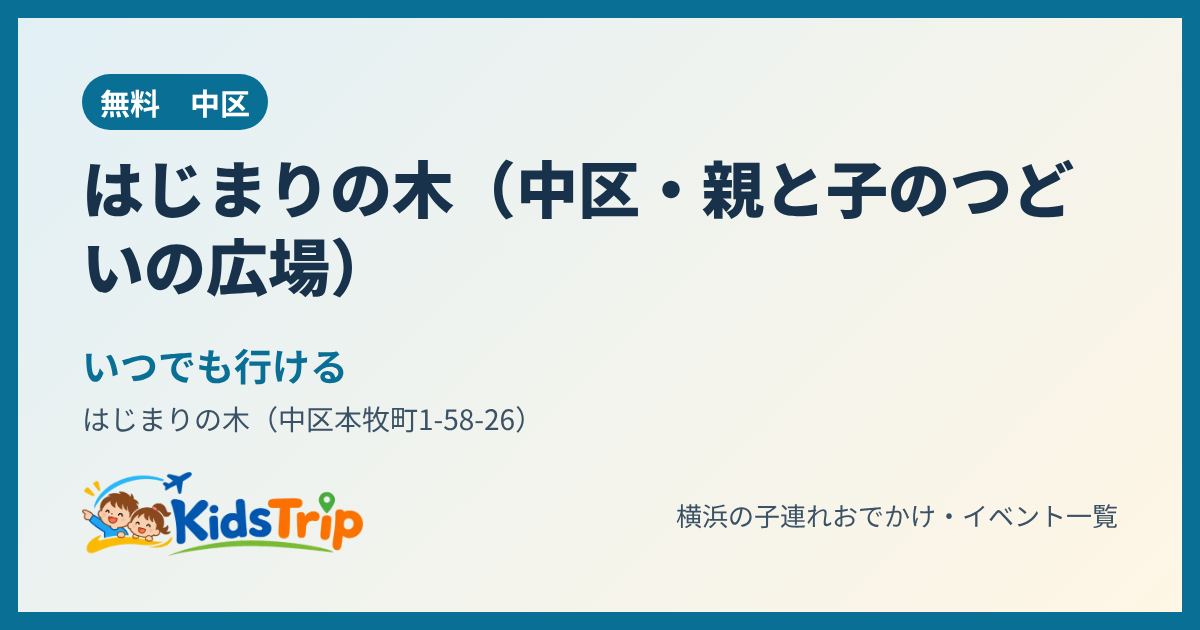 無料　中区
はじまりの木（中区・親と子のつど
いの広場）
いつでも行ける
はじまりの木（中区本牧町1-58-26）
KidsTrip
横浜の子連れおでかけ・イベント一覧